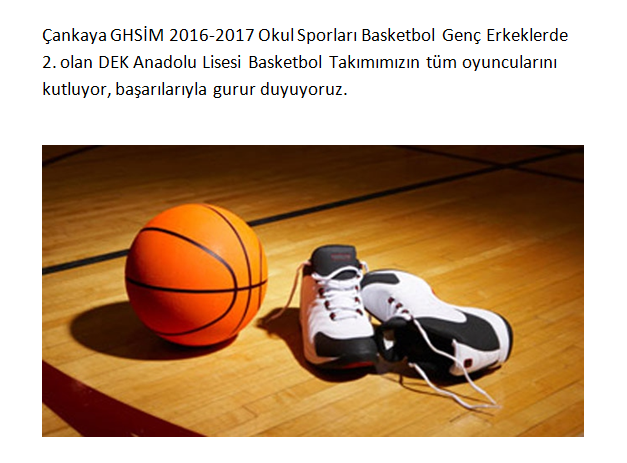 Çankaya GHSİM 2016-2017 Okul Sporları Basketbol Genç Erkeklerde
2. olan DEK Anadolu Lisesi Basketbol Takımımızın tüm oyuncularını
kutluyor, başarılarıyla gurur duyuyoruz.